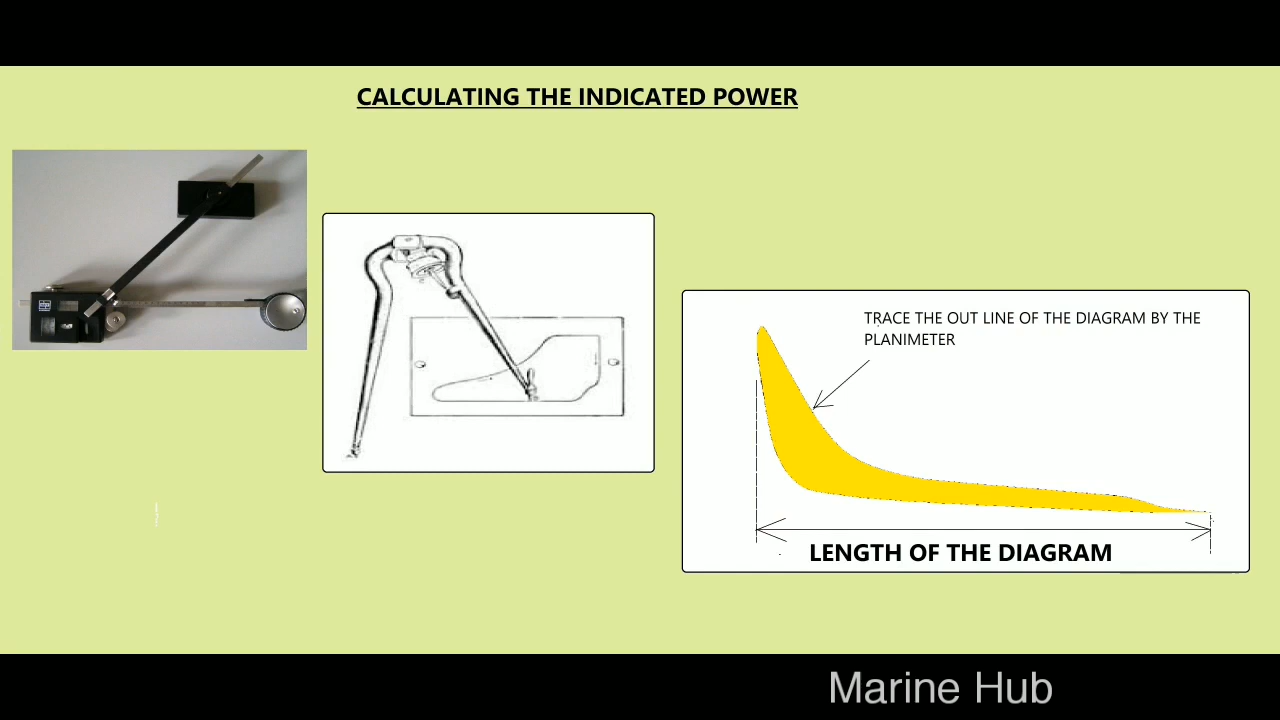 CALCULATING THE INDICATED POWER
TRACE THE OUT LINE OF THE DIAGRAM BY THE
PLANIMETER
LENGTH OF THE DIAGRAM
Marine Hub